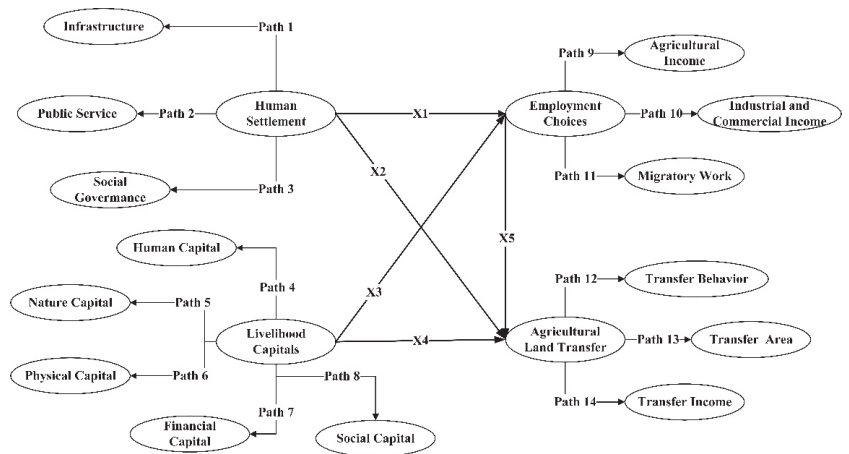 Infrastructure
Path 1
Public Service
Path 2
Human
Settlement
Social
Govermance
Path 3
Human Capital
Path 4
Nature Capital
Path 5
Livelihood
Capitals
Physical Capital
Path 6
Path 8
Path 7
Financial
Capital
Social Capital
X1
X2
X3
X4
X5
Path 9
Agricultural
Income
Employment
Choices
Path 10
Industrial and
Commercial Income
Path 11
Migratory Work
Path 12
Transfer Behavior
Agricultural
Land Transfer
Path 13
Transfer Area
Path 14
Transfer Income